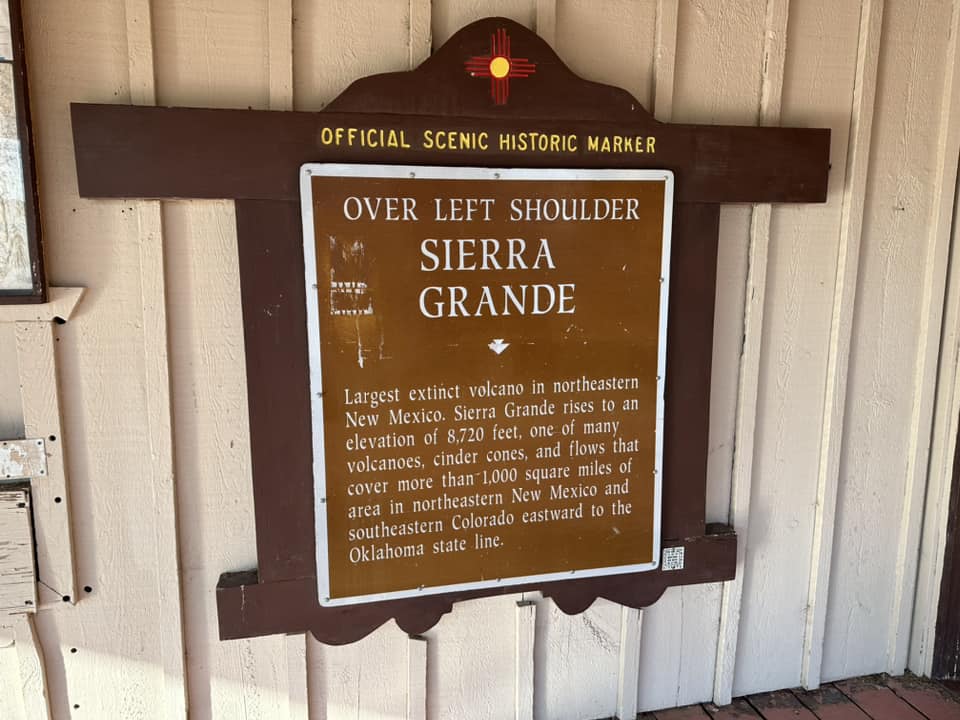 OFFICIAL SCENIC HISTORIC MARKER
OVER LEFT SHOULDER
SIERRA
GRANDE
Largest extinct volcano in northeastern
New Mexico. Sierra Grande rises to an
elevation of 8,720 feet, one of many
volcanoes, cinder cones, and flows that
cover more than 1,000 square miles of
area in northeastern New Mexico and
southeastern Colorado eastward to the
Oklahoma state line.